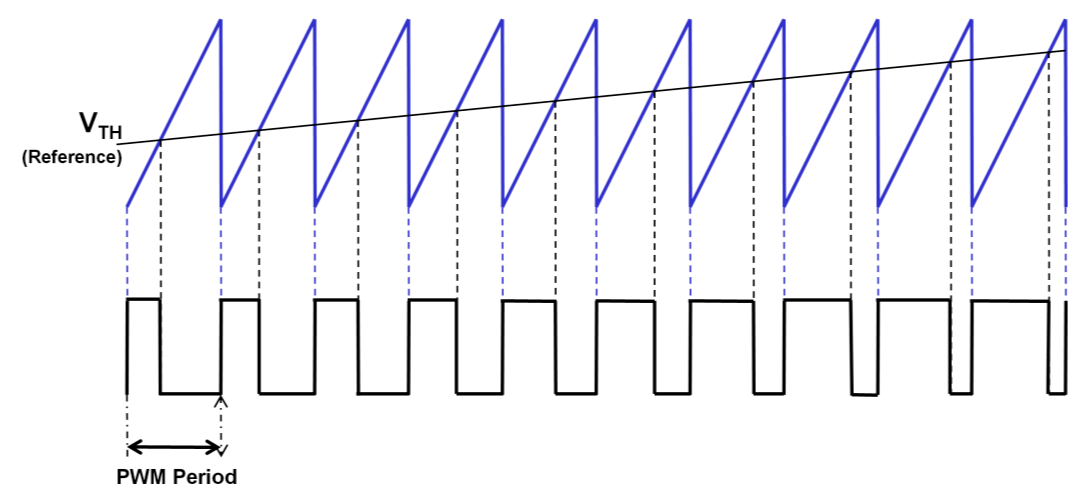 VTH
(Reference)
PWM Period